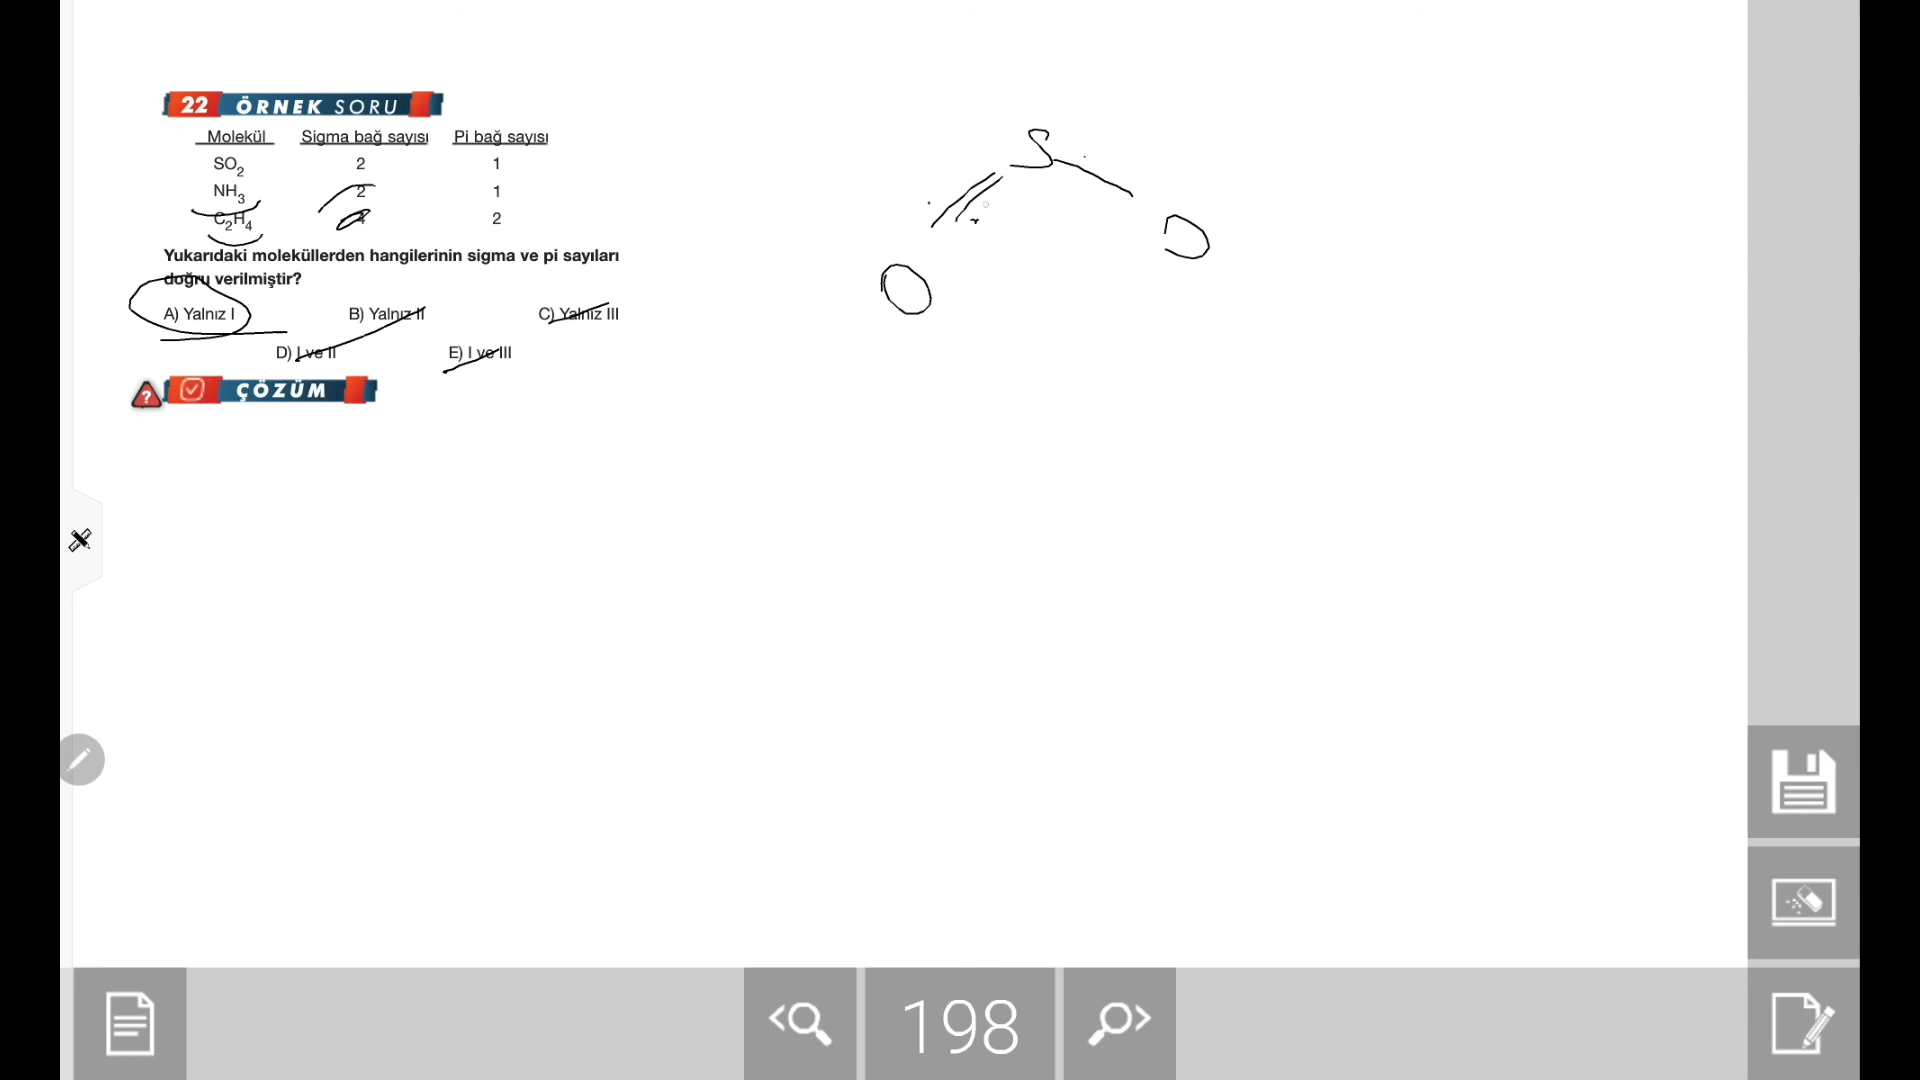 22 ÖRNEK SORU
Molekül Sigma bağ sayısı Pi bağ sayısı
SO2 2 1
NH3 2 1
C2H4 4 2
Yukarıdaki moleküllerden hangilerinin sigma ve pi sayıları
doğru verilmiştir?
A) Yalnız I B) Yalnız II C) Yalnız III
D) I ve II E) I ve III
? ÇÖZÜM
S
O O
198